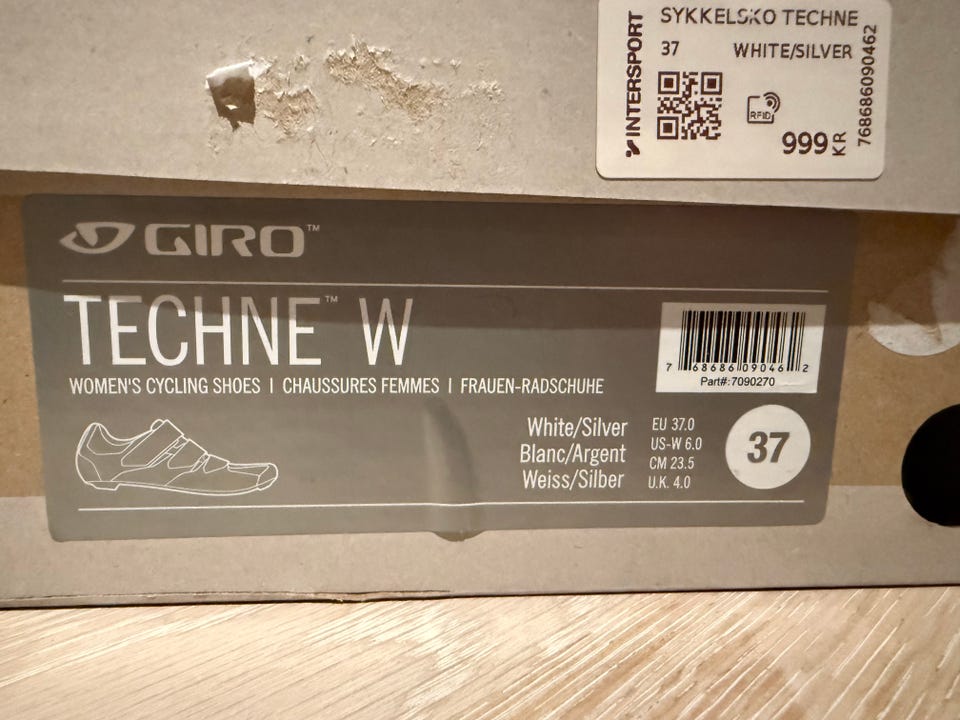 SYKKELSKO TECHNE
37 WHITE/SILVER
INTERSPORT
RFID
999 KR
768686090462
GIRO™
TECHNE™ W
WOMEN'S CYCLING SHOES | CHAUSSURES FEMMES | FRAUEN-RADSCHUHE
7 68686 09046 2
Part#:7090270
White/Silver
Blanc/Argent
Weiss/Silber
EU 37.0
US-W 6.0
CM 23.5
U.K. 4.0
37